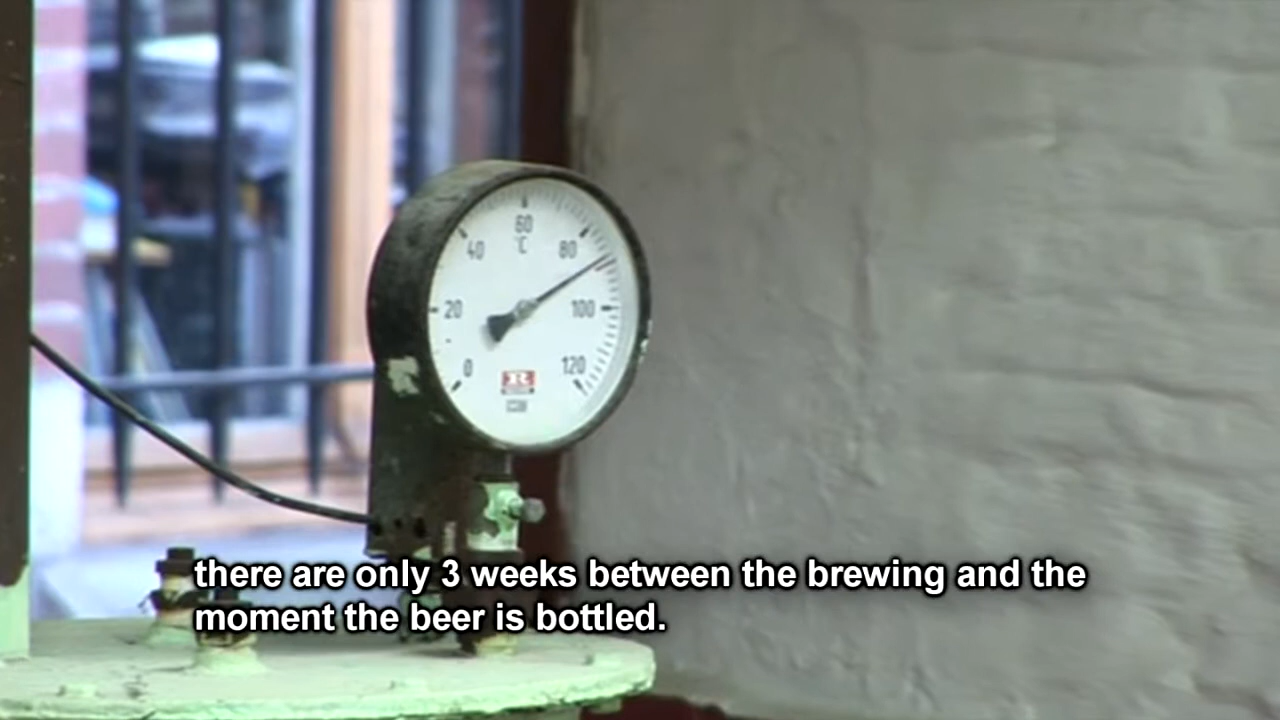 60
°C
40
80
20
100
0
120
there are only 3 weeks between the brewing and the
moment the beer is bottled.